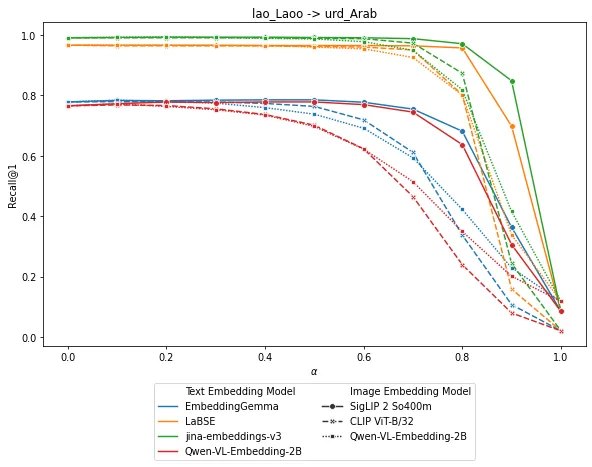 lao_Laoo -> urd_Arab
Recall@1
1.0
0.8
0.6
0.4
0.2
0.0
0.0 0.2 0.4 0.6 0.8 1.0
α
Text Embedding Model
EmbeddingGemma
LaBSE
jina-embeddings-v3
Qwen-VL-Embedding-2B
Image Embedding Model
SigLIP 2 So400m
CLIP ViT-B/32
Qwen-VL-Embedding-2B